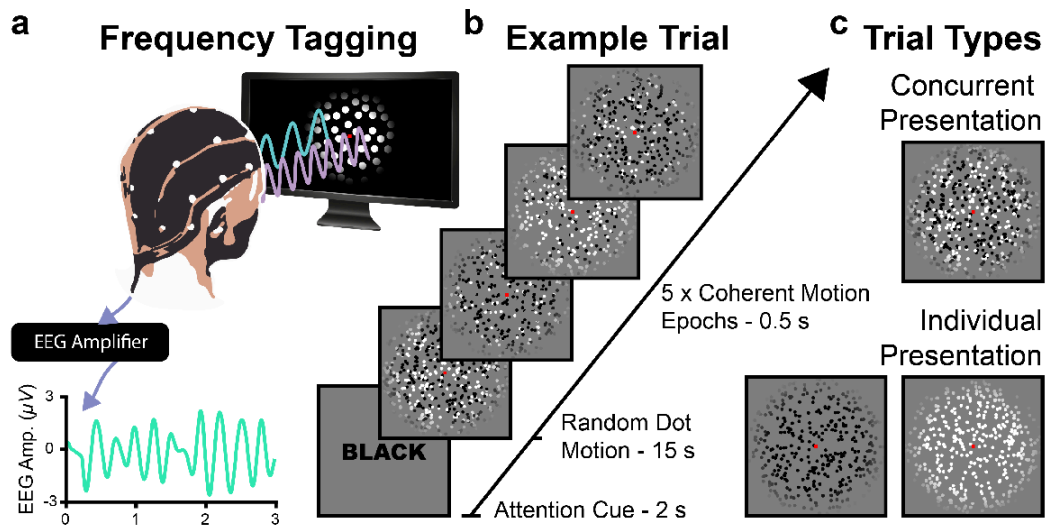 a
Frequency Tagging
EEG Amplifier
EEG Amp. (µV)
3
0
-3
0
1
2
3
b
Example Trial
BLACK
5 x Coherent Motion
Epochs - 0.5 s
Random Dot
Motion - 15 s
Attention Cue - 2 s
c
Trial Types
Concurrent
Presentation
Individual
Presentation